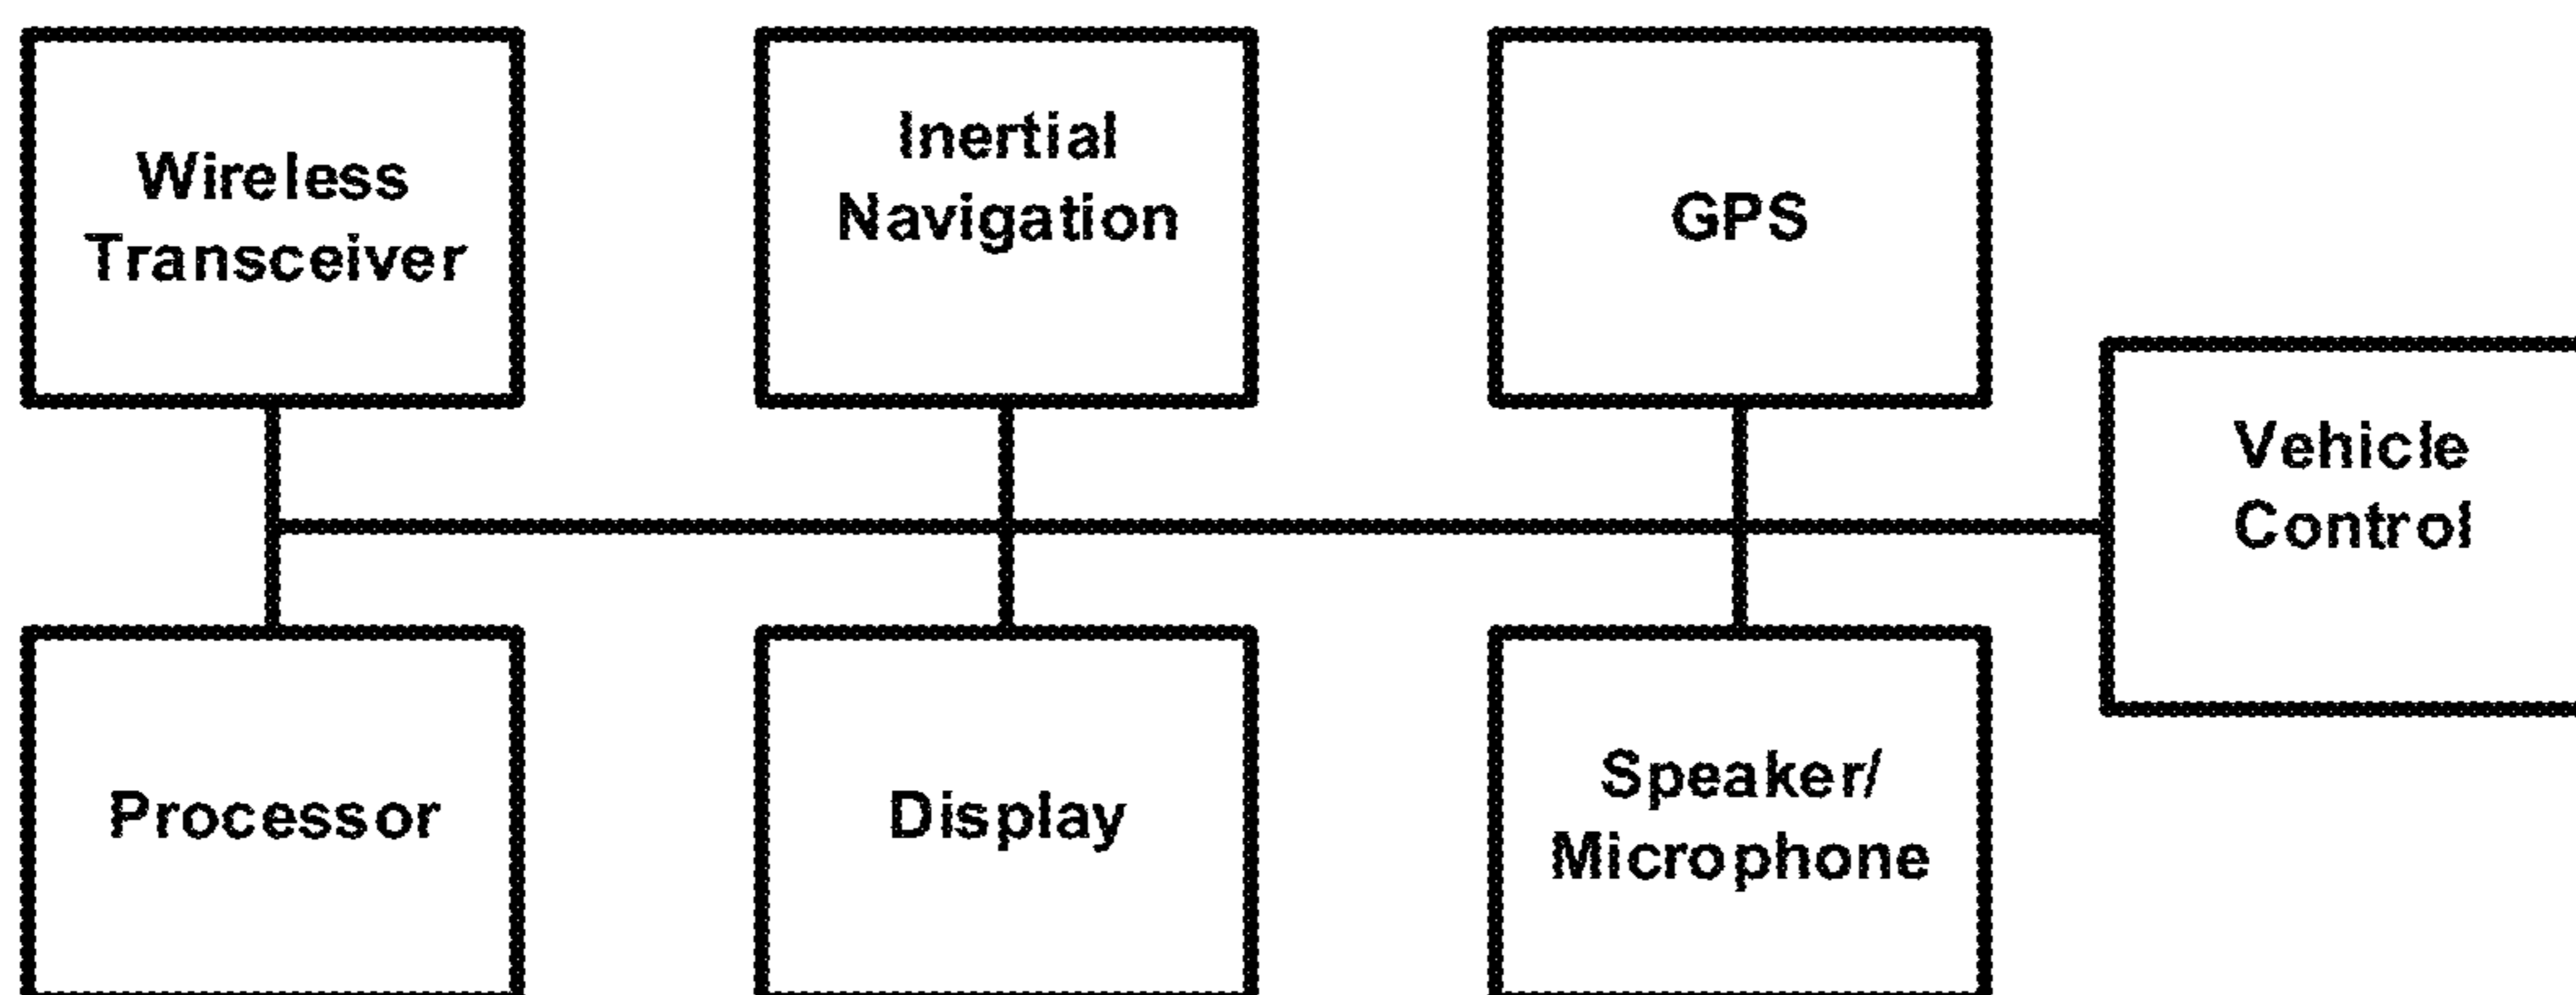 Wireless
Transceiver
Inertial
Navigation
GPS
Vehicle
Control
Processor
Display
Speaker/
Microphone